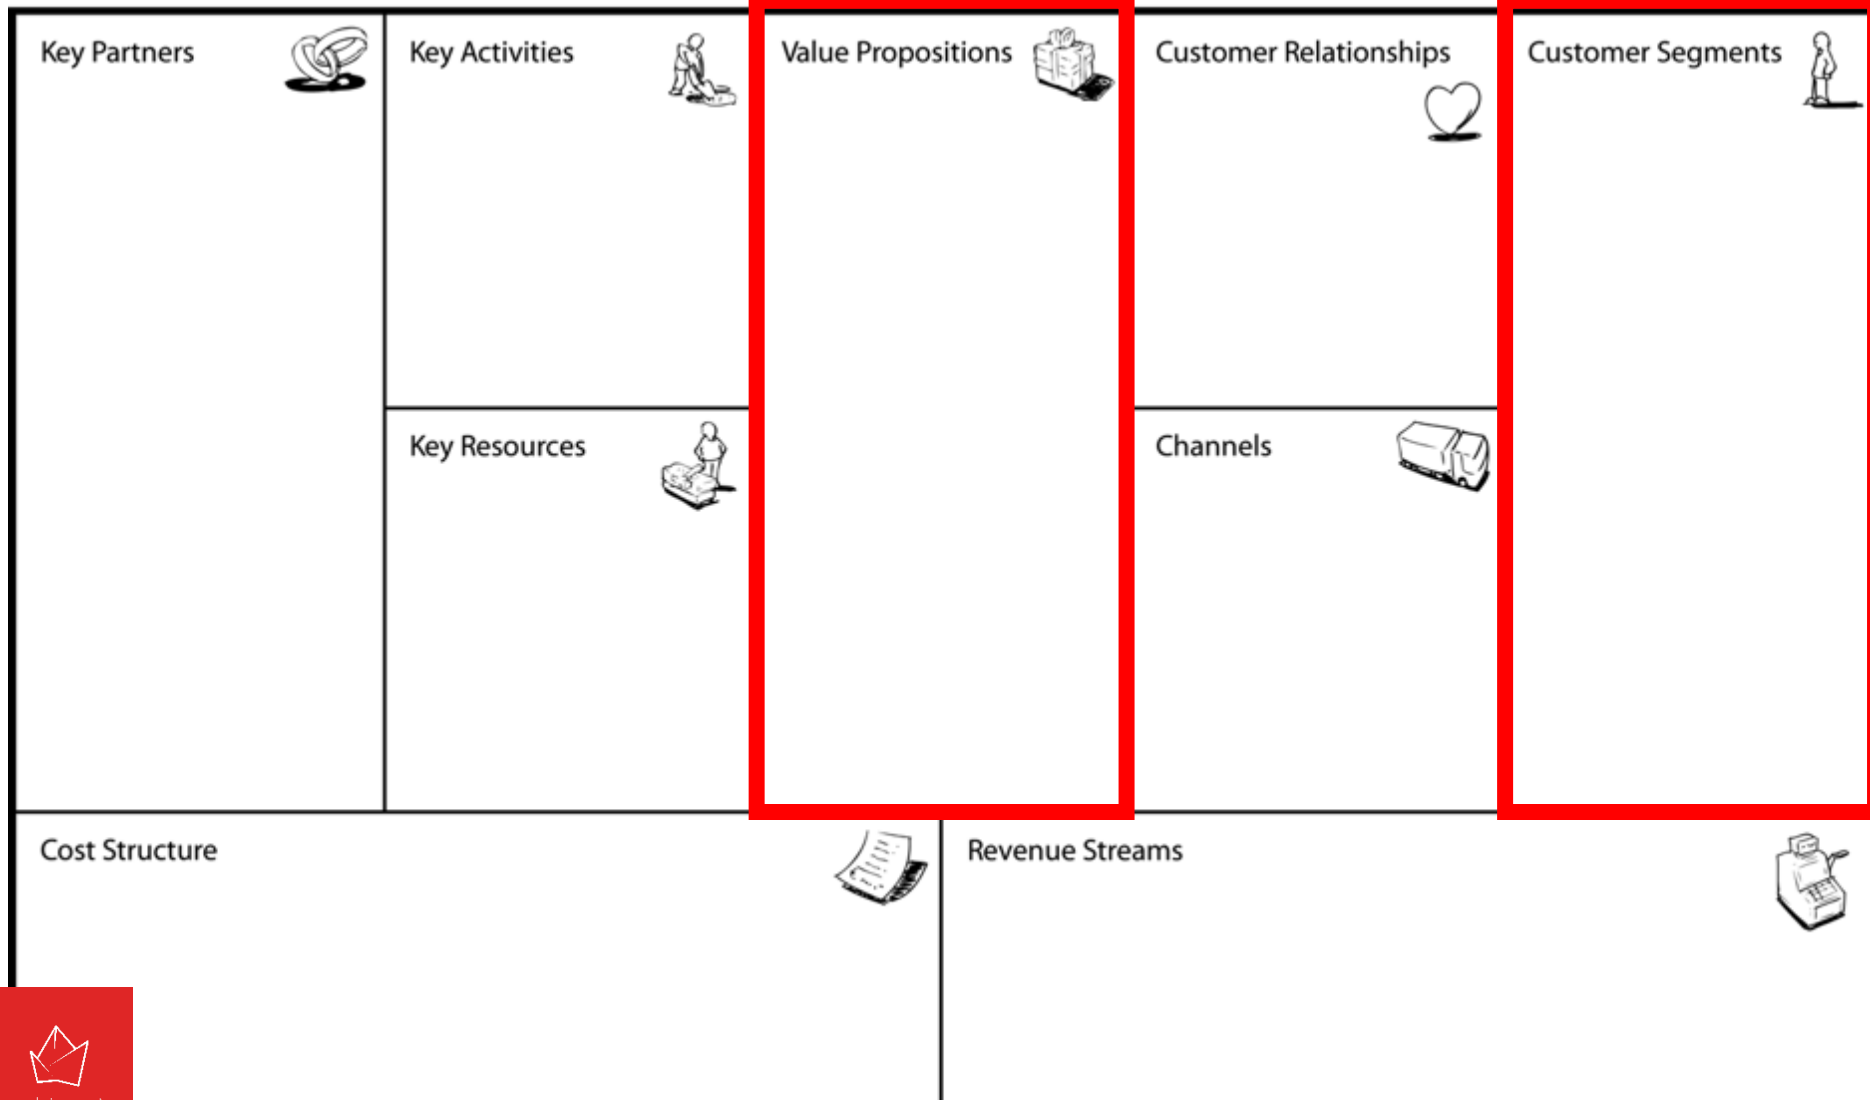 Key Partners
Key Activities
Value Propositions
Customer Relationships
Customer Segments
Key Resources
Channels
Cost Structure
Revenue Streams